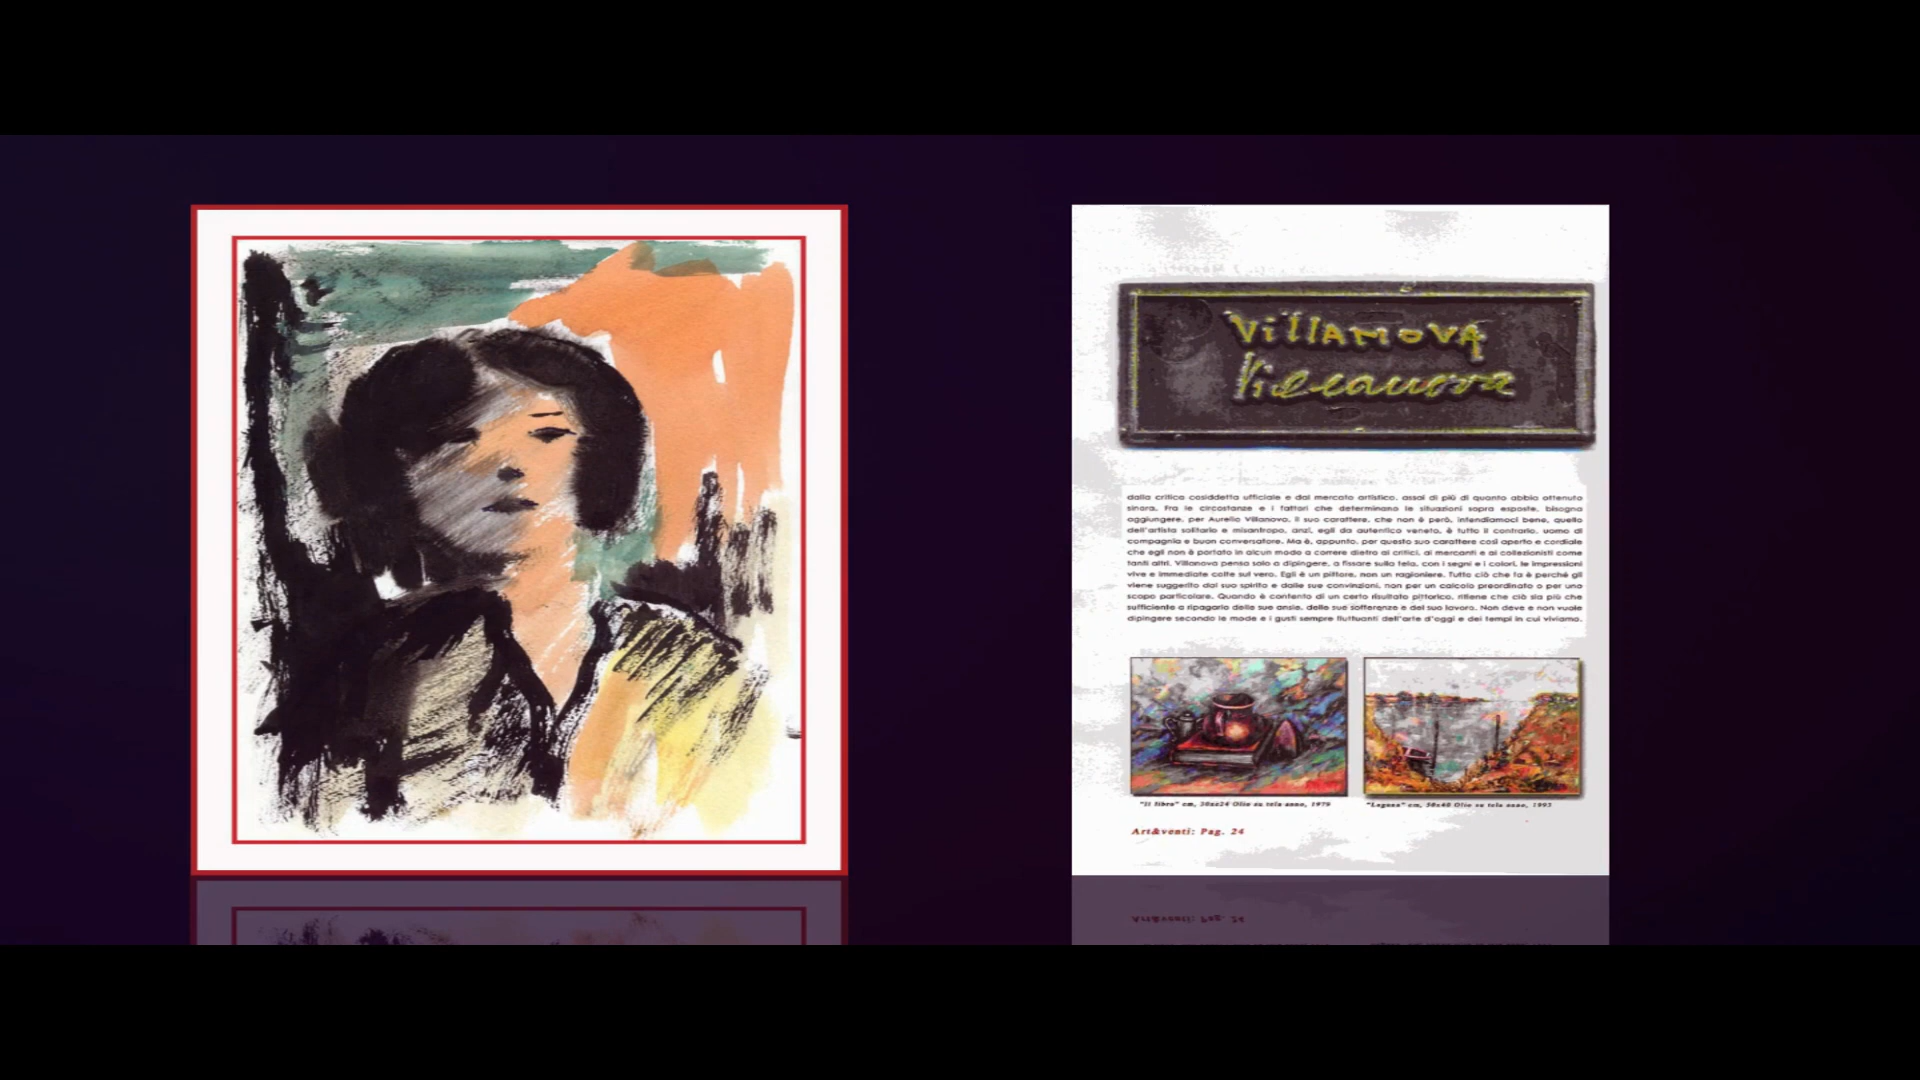 VillANOVA
Villanova
dalla critica cosiddetta ufficiale e dal mercato artistico, assai di più di quanto abbia ottenuto
sinora. Fra le circostanze e i fattori che determinano le situazioni sopra esposte, bisogna
aggiungere, per Aurelio Villanova, il suo carattere, che non è però, intendiamoci bene, quello
dell'artista solitario e misantropo, anzi, egli da autentico veneto, è tutto il contrario, uomo di
compagnia e buon conversatore. Ma è, appunto, per questo suo carattere così aperto e cordiale
che egli non è portato in alcun modo a correre dietro ai critici, ai mercanti e ai collezionisti come
tanti altri. Villanova pensa solo a dipingere, a fissare sulla tela, con i segni e i colori, le impressioni
vive e immediate colte sul vero. Egli è un pittore, non un ragioniere. Tutto ciò che fa è perché gli
viene suggerito dal suo spirito e dalle sue convinzioni, non per un calcolo preordinato o per uno
scopo particolare. Quando è contento di un certo risultato pittorico, ritiene che ciò sia più che
sufficiente a ripagarlo delle sue ansie, delle sue sofferenze e del suo lavoro. Non deve e non vuole
dipingere secondo le mode e i gusti sempre fluttuanti dell'arte d'oggi e dei tempi in cui viviamo.
"Il libro" cm, 30xx24 Olio su tela anno, 1979
"Laguna" cm, 50x40 Olio su tela anno, 1993
Art&venti: Pag. 24